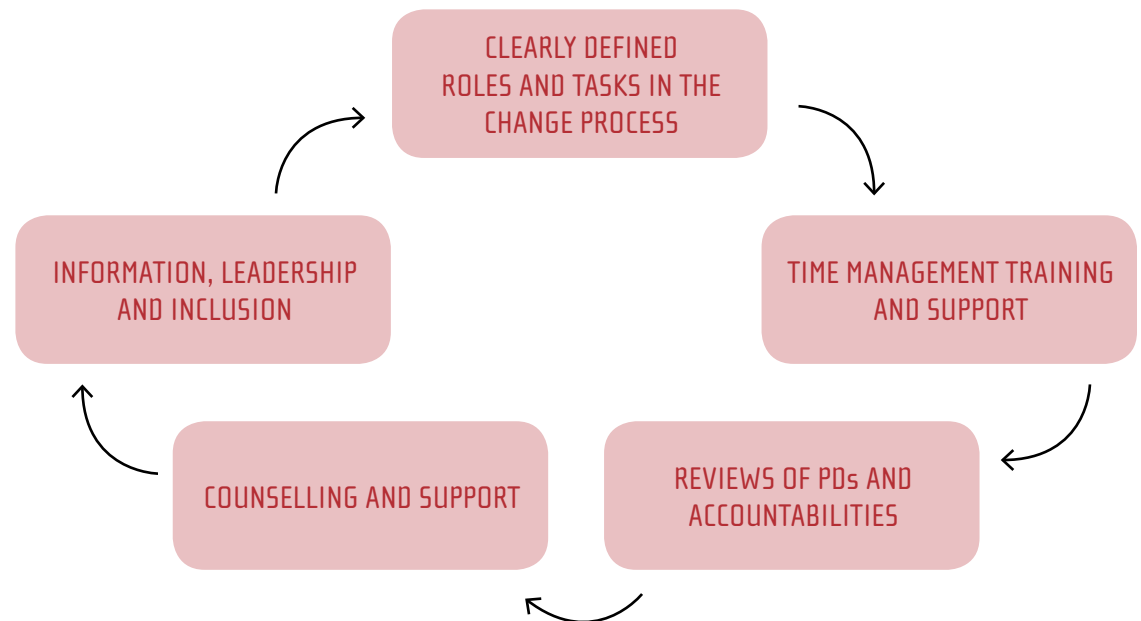 CLEARLY DEFINED
ROLES AND TASKS IN THE
CHANGE PROCESS
TIME MANAGEMENT TRAINING
AND SUPPORT
REVIEWS OF PDs AND
ACCOUNTABILITIES
COUNSELLING AND SUPPORT
INFORMATION, LEADERSHIP
AND INCLUSION